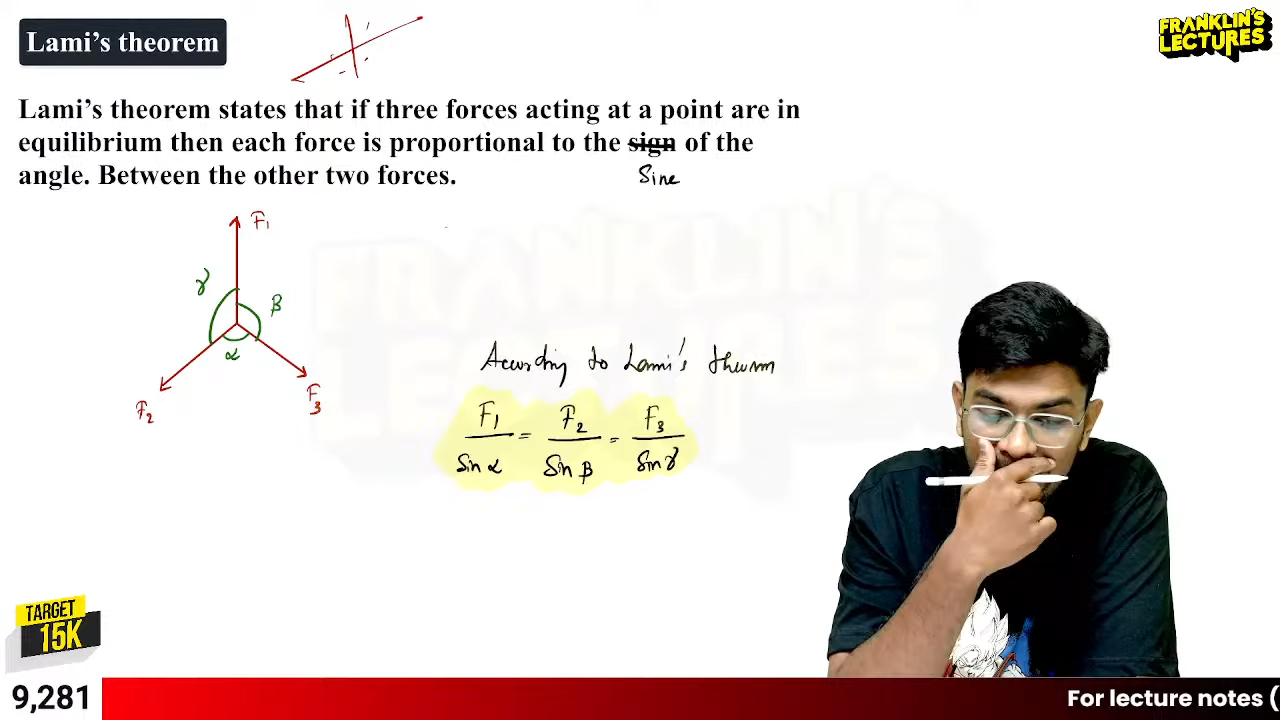 Lami's theorem
FRANKLIN'S
LECTURES
Lami's theorem states that if three forces acting at a point are in
equilibrium then each force is proportional to the sign of the
Sine
angle. Between the other two forces.
F1
γ
β
α
F2
F3
According to Lami's theorem
F1/Sin α = F2/Sin β = F3/Sin γ
FRANKLIN'S
LECTURES
TARGET
15K
9,281
For lecture notes (